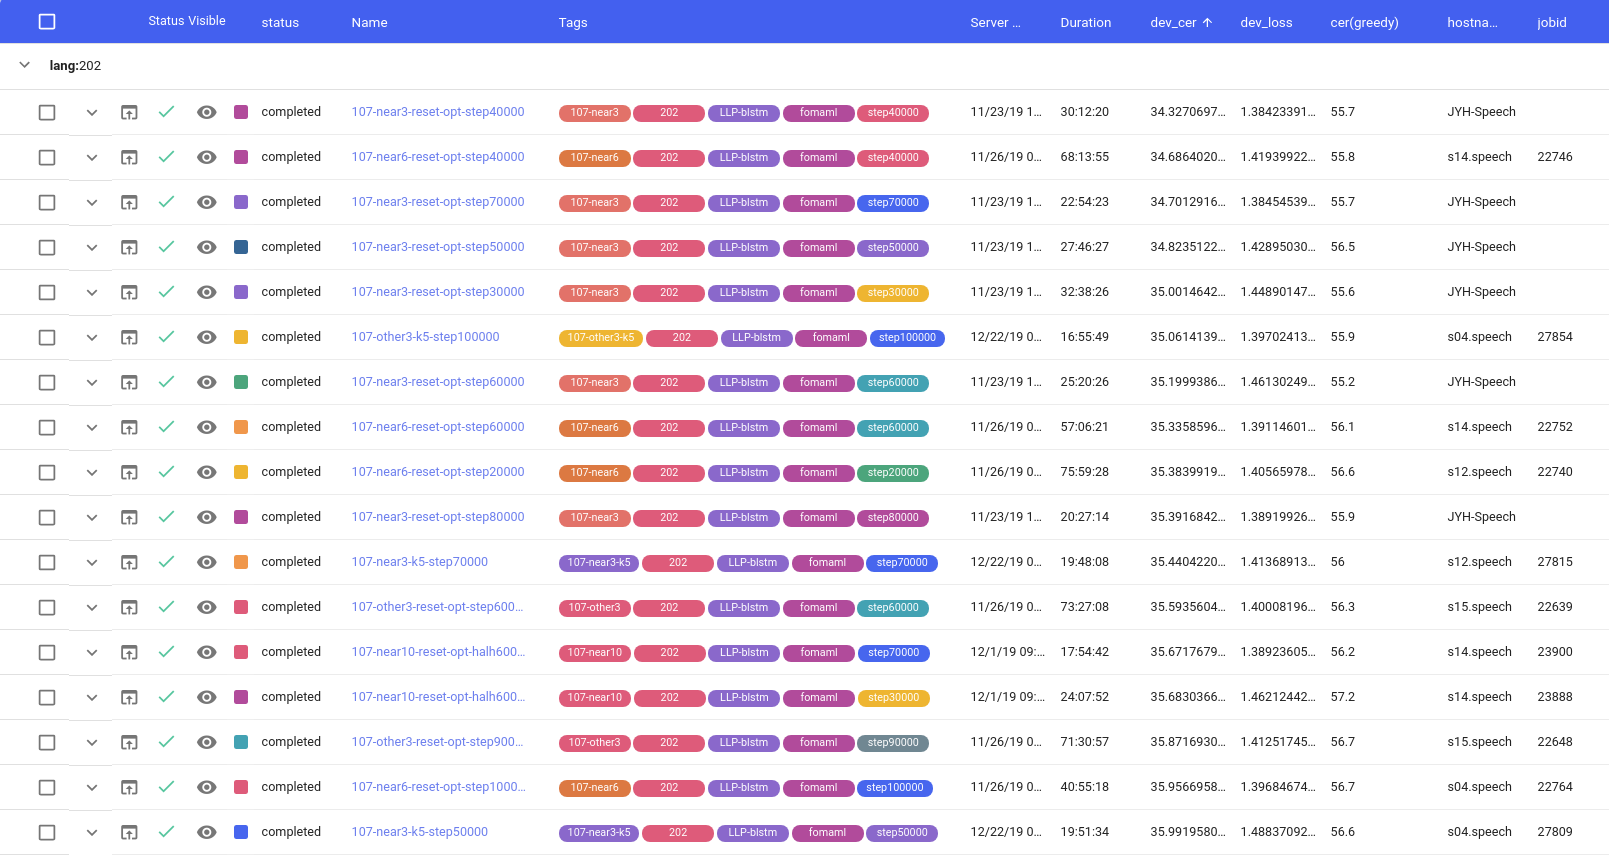 Status Visible status Name Tags Server ... Duration dev_cer ↑ dev_loss cer(greedy) hostna... jobid
lang:202
completed 107-near3-reset-opt-step40000 107-near3 202 LLP-blstm fomaml step40000 11/23/19 1... 30:12:20 34.3270697... 1.38423391... 55.7 JYH-Speech
completed 107-near6-reset-opt-step40000 107-near6 202 LLP-blstm fomaml step40000 11/26/19 0... 68:13:55 34.6864020... 1.41939922... 55.8 s14.speech 22746
completed 107-near3-reset-opt-step70000 107-near3 202 LLP-blstm fomaml step70000 11/23/19 1... 22:54:23 34.7012916... 1.38454539... 55.7 JYH-Speech
completed 107-near3-reset-opt-step50000 107-near3 202 LLP-blstm fomaml step50000 11/23/19 1... 27:46:27 34.8235122... 1.42895030... 56.5 JYH-Speech
completed 107-near3-reset-opt-step30000 107-near3 202 LLP-blstm fomaml step30000 11/23/19 1... 32:38:26 35.0014642... 1.44890147... 55.6 JYH-Speech
completed 107-other3-k5-step100000 107-other3-k5 202 LLP-blstm fomaml step100000 12/22/19 0... 16:55:49 35.0614139... 1.39702413... 55.9 s04.speech 27854
completed 107-near3-reset-opt-step60000 107-near3 202 LLP-blstm fomaml step60000 11/23/19 1... 25:20:26 35.1999386... 1.46130249... 55.2 JYH-Speech
completed 107-near6-reset-opt-step60000 107-near6 202 LLP-blstm fomaml step60000 11/26/19 0... 57:06:21 35.3358596... 1.39114601... 56.1 s14.speech 22752
completed 107-near6-reset-opt-step20000 107-near6 202 LLP-blstm fomaml step20000 11/26/19 0... 75:59:28 35.3839919... 1.40565978... 56.6 s12.speech 22740
completed 107-near3-reset-opt-step80000 107-near3 202 LLP-blstm fomaml step80000 11/23/19 1... 20:27:14 35.3916842... 1.38919926... 55.9 JYH-Speech
completed 107-near3-k5-step70000 107-near3-k5 202 LLP-blstm fomaml step70000 12/22/19 0... 19:48:08 35.4404220... 1.41368913... 56 s12.speech 27815
completed 107-other3-reset-opt-step600... 107-other3 202 LLP-blstm fomaml step60000 11/26/19 0... 73:27:08 35.5935604... 1.40008196... 56.3 s15.speech 22639
completed 107-near10-reset-opt-halh600... 107-near10 202 LLP-blstm fomaml step70000 12/1/19 09:... 17:54:42 35.6717679... 1.38923605... 56.2 s14.speech 23900
completed 107-near10-reset-opt-halh600... 107-near10 202 LLP-blstm fomaml step30000 12/1/19 09:... 24:07:52 35.6830366... 1.46212442... 57.2 s14.speech 23888
completed 107-other3-reset-opt-step900... 107-other3 202 LLP-blstm fomaml step90000 11/26/19 0... 71:30:57 35.8716930... 1.41251745... 56.7 s15.speech 22648
completed 107-near6-reset-opt-step1000... 107-near6 202 LLP-blstm fomaml step100000 11/26/19 0... 40:55:18 35.9566958... 1.39684674... 56.7 s04.speech 22764
completed 107-near3-k5-step50000 107-near3-k5 202 LLP-blstm fomaml step50000 12/22/19 0... 19:51:34 35.9919580... 1.48837092... 56.6 s04.speech 27809